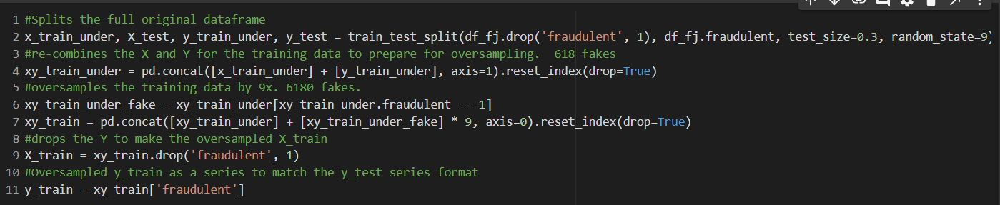 1 #Splits the full original dataframe
2 x_train_under, X_test, y_train_under, y_test = train_test_split(df_fj.drop('fraudulent', 1), df_fj.fraudulent, test_size=0.3, random_state=9)
3 #re-combines the X and Y for the training data to prepare for oversampling.  618 fakes
4 xy_train_under = pd.concat([x_train_under] + [y_train_under], axis=1).reset_index(drop=True)
5 #oversamples the training data by 9x. 6180 fakes.
6 xy_train_under_fake = xy_train_under[xy_train_under.fraudulent == 1]
7 xy_train = pd.concat([xy_train_under] + [xy_train_under_fake] * 9, axis=0).reset_index(drop=True)
8 #drops the Y to make the oversampled X_train
9 X_train = xy_train.drop('fraudulent', 1)
10 #Oversampled y_train as a series to match the y_test series format
11 y_train = xy_train['fraudulent']